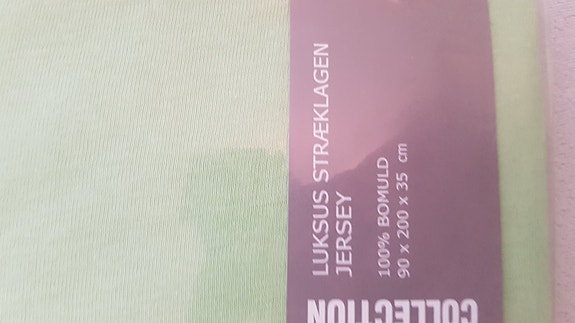 LUKSUS STRÆKLAGEN
JERSEY
100% BOMULD
90 x 200 x 35 cm
COLLECTION